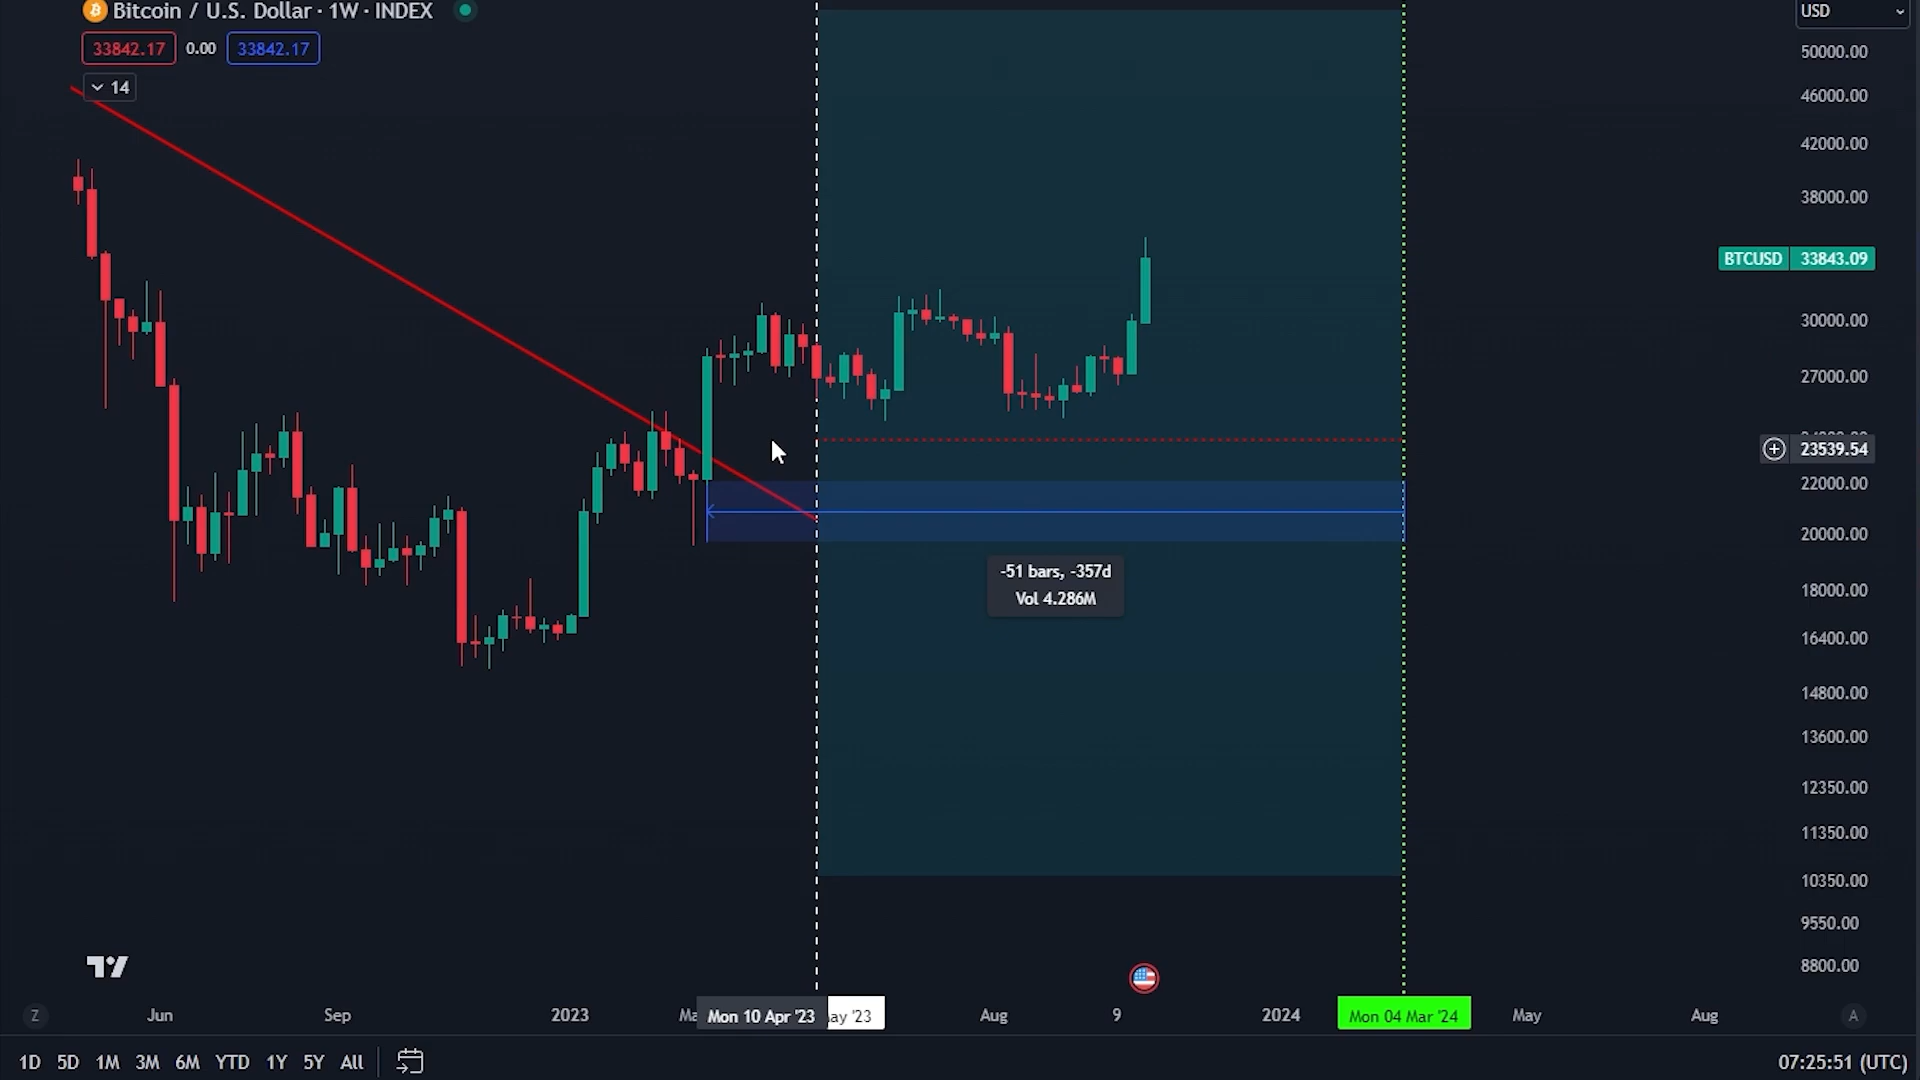 Bitcoin / U.S. Dollar · 1W · INDEX
33842.17 0.00 33842.17
14
USD
50000.00
46000.00
42000.00
38000.00
BTCUSD 33843.09
30000.00
27000.00
23539.54
22000.00
20000.00
18000.00
16400.00
14800.00
13600.00
12350.00
11350.00
10350.00
9550.00
8800.00
-51 bars, -357d
Vol 4.286M
Z Jun Sep 2023 Ma Mon 10 Apr '23 ay '23 Aug 9 2024 Mon 04 Mar '24 May Aug A
1D 5D 1M 3M 6M YTD 1Y 5Y All 07:25:51 (UTC)